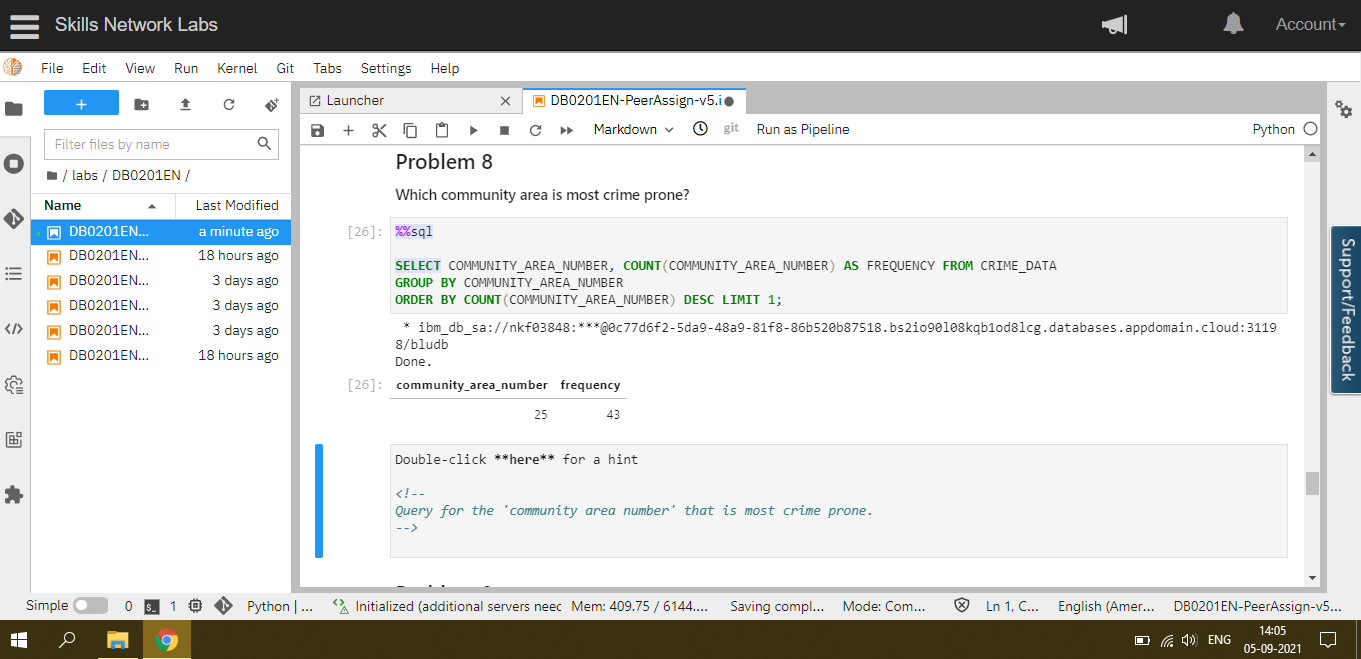 Skills Network Labs
Account
File Edit View Run Kernel Git Tabs Settings Help
Launcher
DB0201EN-PeerAssign-v5.i
Markdown
git
Run as Pipeline
Python
Filter files by name
/ labs / DB0201EN /
Name Last Modified
DB0201EN... a minute ago
DB0201EN... 18 hours ago
DB0201EN... 3 days ago
DB0201EN... 3 days ago
DB0201EN... 3 days ago
DB0201EN... 18 hours ago
Problem 8
Which community area is most crime prone?
[26]: %%sql
SELECT COMMUNITY_AREA_NUMBER, COUNT(COMMUNITY_AREA_NUMBER) AS FREQUENCY FROM CRIME_DATA
GROUP BY COMMUNITY_AREA_NUMBER
ORDER BY COUNT(COMMUNITY_AREA_NUMBER) DESC LIMIT 1;
* ibm_db_sa://nkf03848:***@0c77d6f2-5da9-48a9-81f8-86b520b87518.bs2io90l08kqb1od8lcg.databases.appdomain.cloud:3119
8/bludb
Done.
[26]: community_area_number frequency
25 43
Double-click **here** for a hint
<!--
Query for the 'community area number' that is most crime prone.
-->
Support/Feedback
Simple 0 $_ 1 Python | ... Initialized (additional servers neec Mem: 409.75 / 6144.... Saving compl... Mode: Com... Ln 1, C... English (Amer... DB0201EN-PeerAssign-v5...
ENG
14:05
05-09-2021